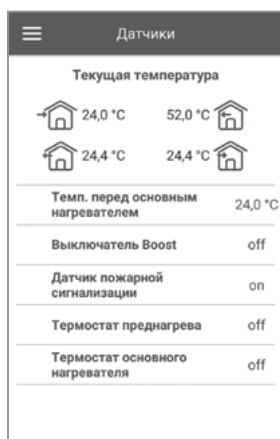 Датчики
Текущая температура
24,0 °C 52,0 °C
24,4 °C 24,4 °C
Темп. перед основным
нагревателем 24,0 °C
Выключатель Boost off
Датчик пожарной
сигнализации on
Термостат преднагрева off
Термостат основного
нагревателя off